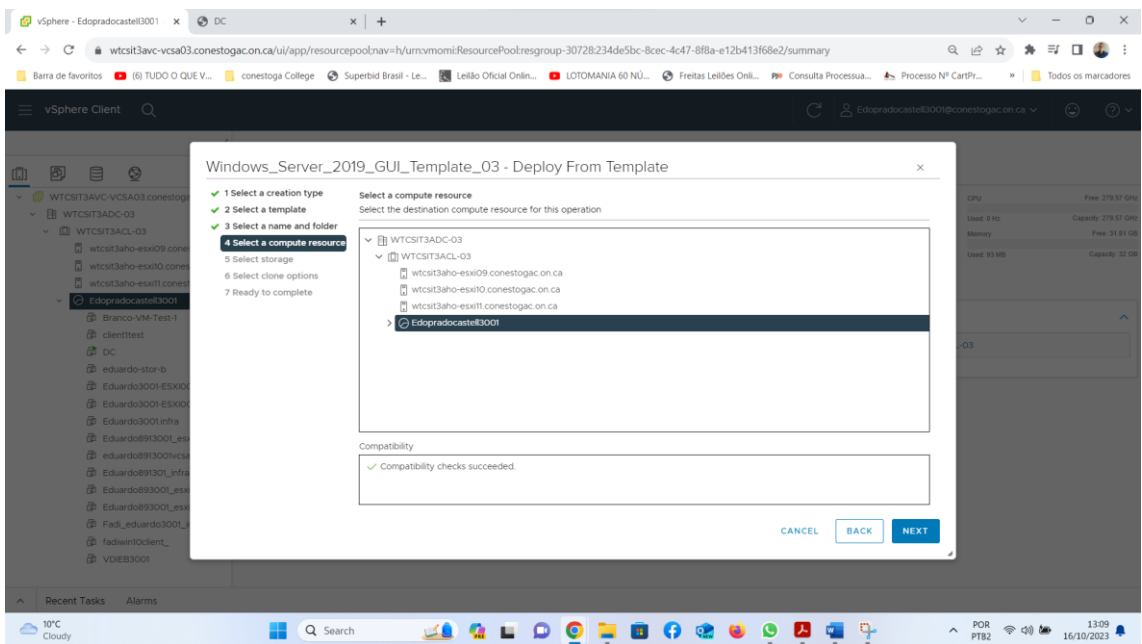 vSphere - Edopradocastell3001
DC
wtcsit3avc-vcsa03.conestogac.on.ca/ui/app/resourcepool;nav=h/urn:vmomi:ResourcePool:resgroup-30728:234de5bc-8cec-4c47-8f8a-e12b413f68e2/summary
Barra de favoritos
(6) TUDO O QUE V...
conestoga College
Superbid Brasil - Le...
Leilão Oficial Onlin...
LOTOMANIA 60 NÚ...
Freitas Leilões Onli...
Consulta Processua...
Processo Nº CartPr...
»
Todos os marcadores
vSphere Client
Edopradocastell3001@conestogac.on.ca
WTCSIT3AVC-VCSA03.conestog
WTCSIT3ADC-03
WTCSIT3ACL-03
wtcsit3aho-esxi09.cones
wtcsit3aho-esxi10.cones
wtcsit3aho-esxi11.conest
Edopradocastell3001
Branco-VM-Test-1
client1test
DC
eduardo-stor-b
Eduardo3001-ESXI0
Eduardo3001-ESXI0
Eduardo3001.infra
Eduardo8913001_es
eduardo8913001vcsa
Eduardo891301_infra
Eduardo893001_esx
Eduardo893001_esx
Fadi_eduardo3001_i
fadiwin10client_
VDIEB3001
Windows_Server_2019_GUI_Template_03 - Deploy From Template
1 Select a creation type
2 Select a template
3 Select a name and folder
4 Select a compute resource
5 Select storage
6 Select clone options
7 Ready to complete
Select a compute resource
Select the destination compute resource for this operation
WTCSIT3ADC-03
WTCSIT3ACL-03
wtcsit3aho-esxi09.conestogac.on.ca
wtcsit3aho-esxi10.conestogac.on.ca
wtcsit3aho-esxi11.conestogac.on.ca
Edopradocastell3001
Compatibility
Compatibility checks succeeded.
CANCEL
BACK
NEXT
CPU
Free: 279.57 GHz
Used: 0 Hz
Capacity: 279.57 GHz
Memory
Free: 31.91 GB
Used: 93 MB
Capacity: 32 GB
-03
Recent Tasks
Alarms
10°C
Cloudy
Search
POR
PTB2
13:09
16/10/2023